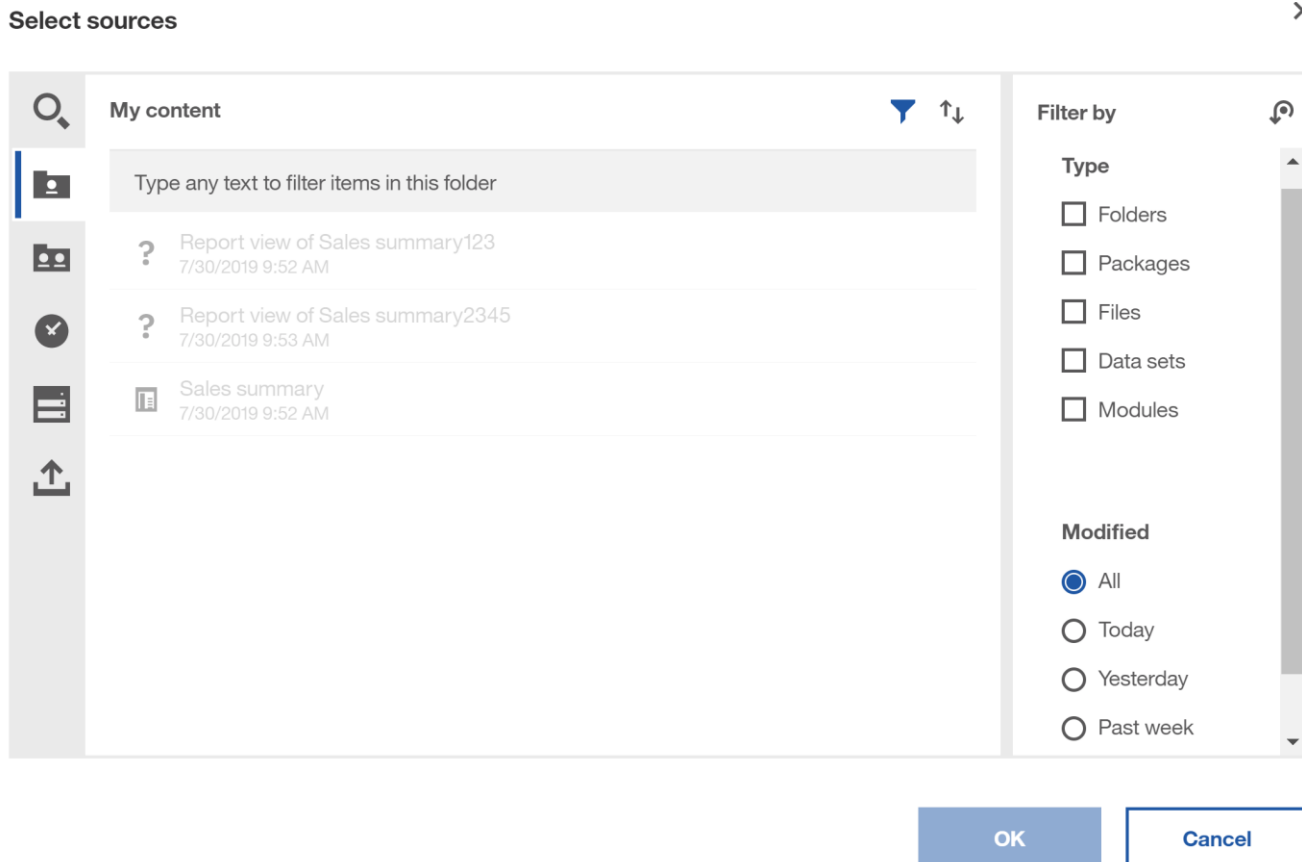 Select sources
My content
Type any text to filter items in this folder
Report view of Sales summary123
7/30/2019 9:52 AM
Report view of Sales summary2345
7/30/2019 9:53 AM
Sales summary
7/30/2019 9:52 AM
Filter by
Type
Folders
Packages
Files
Data sets
Modules
Modified
All
Today
Yesterday
Past week
OK
Cancel